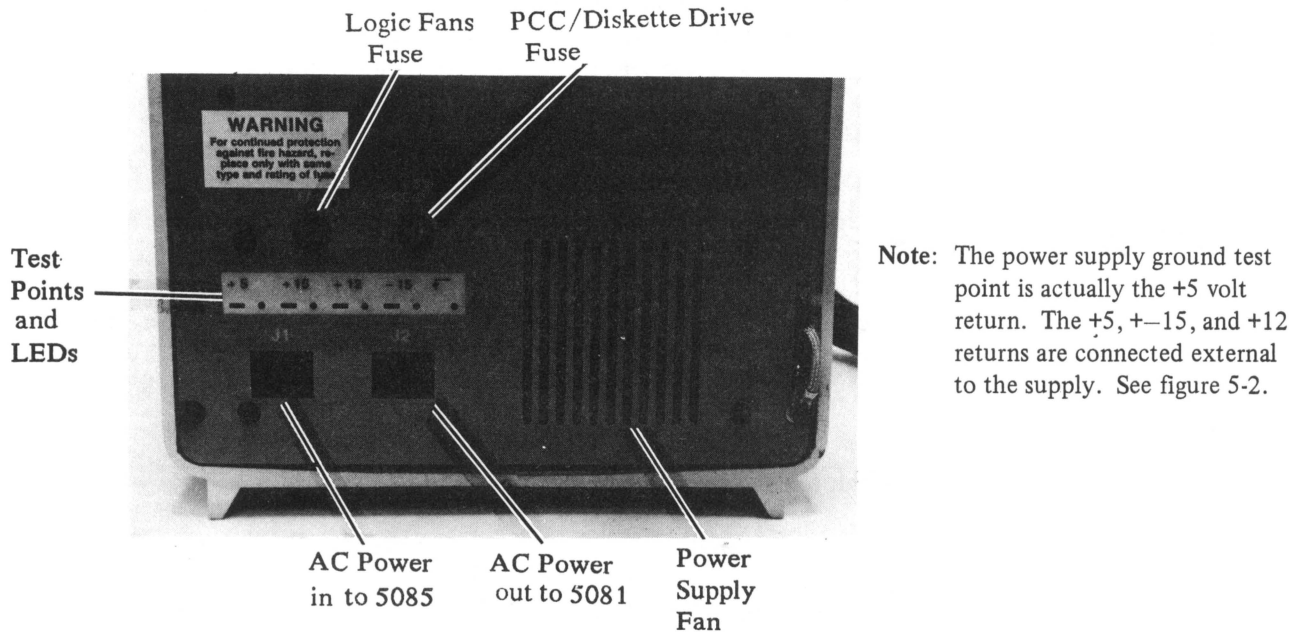 Logic Fans
Fuse
PCC/Diskette Drive
Fuse
WARNING
For continued protection
against fire hazard, re-
place only with same
type and rating of fuse
Test
Points
and
LEDs
+5 +15 +12 -15
J1 J2
Note: The power supply ground test
point is actually the +5 volt
return. The +5, +–15, and +12
returns are connected external
to the supply. See figure 5-2.
AC Power
in to 5085
AC Power
out to 5081
Power
Supply
Fan